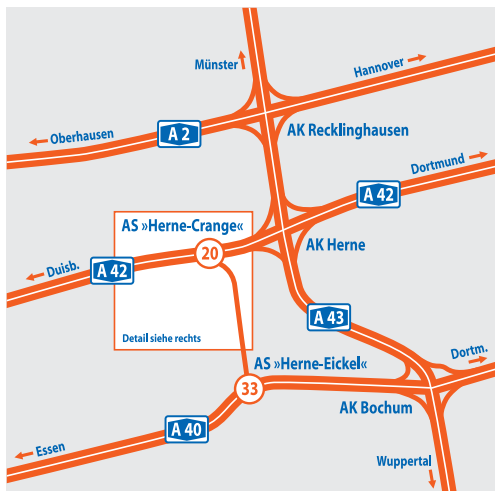 Münster
Hannover
Oberhausen
A 2
AK Recklinghausen
Dortmund
A 42
AS »Herne-Crange«
AK Herne
20
Duisb.
A 42
A 43
Detail siehe rechts
Dortm.
AS »Herne-Eickel«
33
AK Bochum
A 40
Essen
Wuppertal